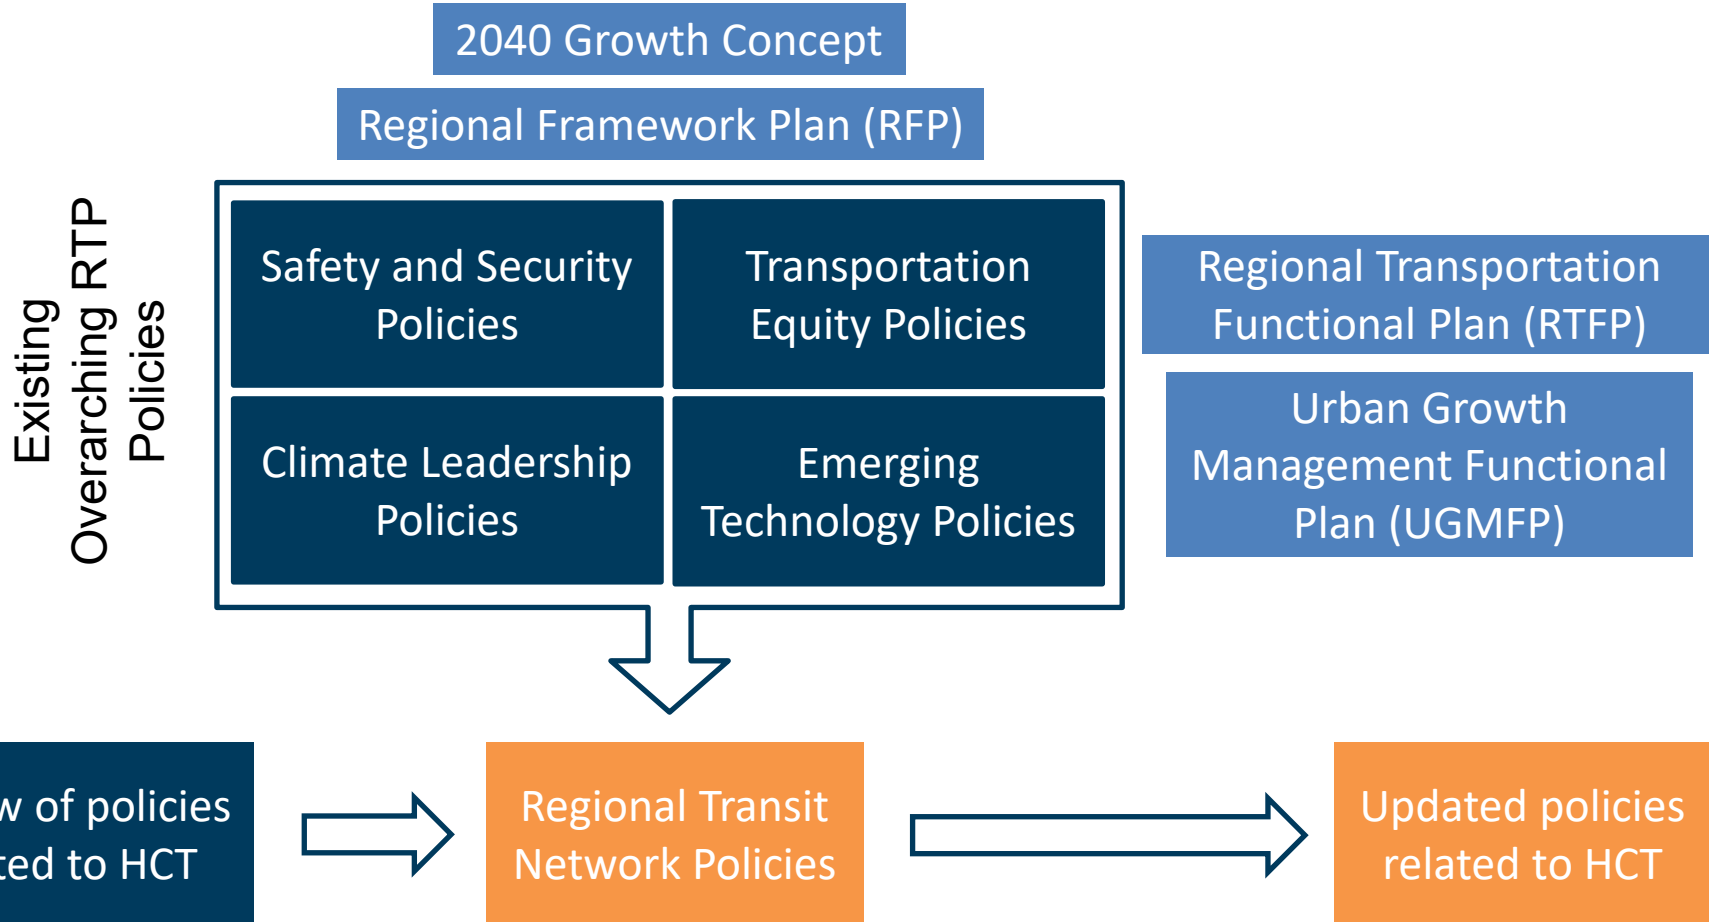 2040 Growth Concept
Regional Framework Plan (RFP)
Existing
Overarching RTP
Policies
Safety and Security
Policies
Transportation
Equity Policies
Climate Leadership
Policies
Emerging
Technology Policies
Regional Transportation
Functional Plan (RTFP)
Urban Growth
Management Functional
Plan (UGMFP)
of policies
to HCT
Regional Transit
Network Policies
Updated policies
related to HCT